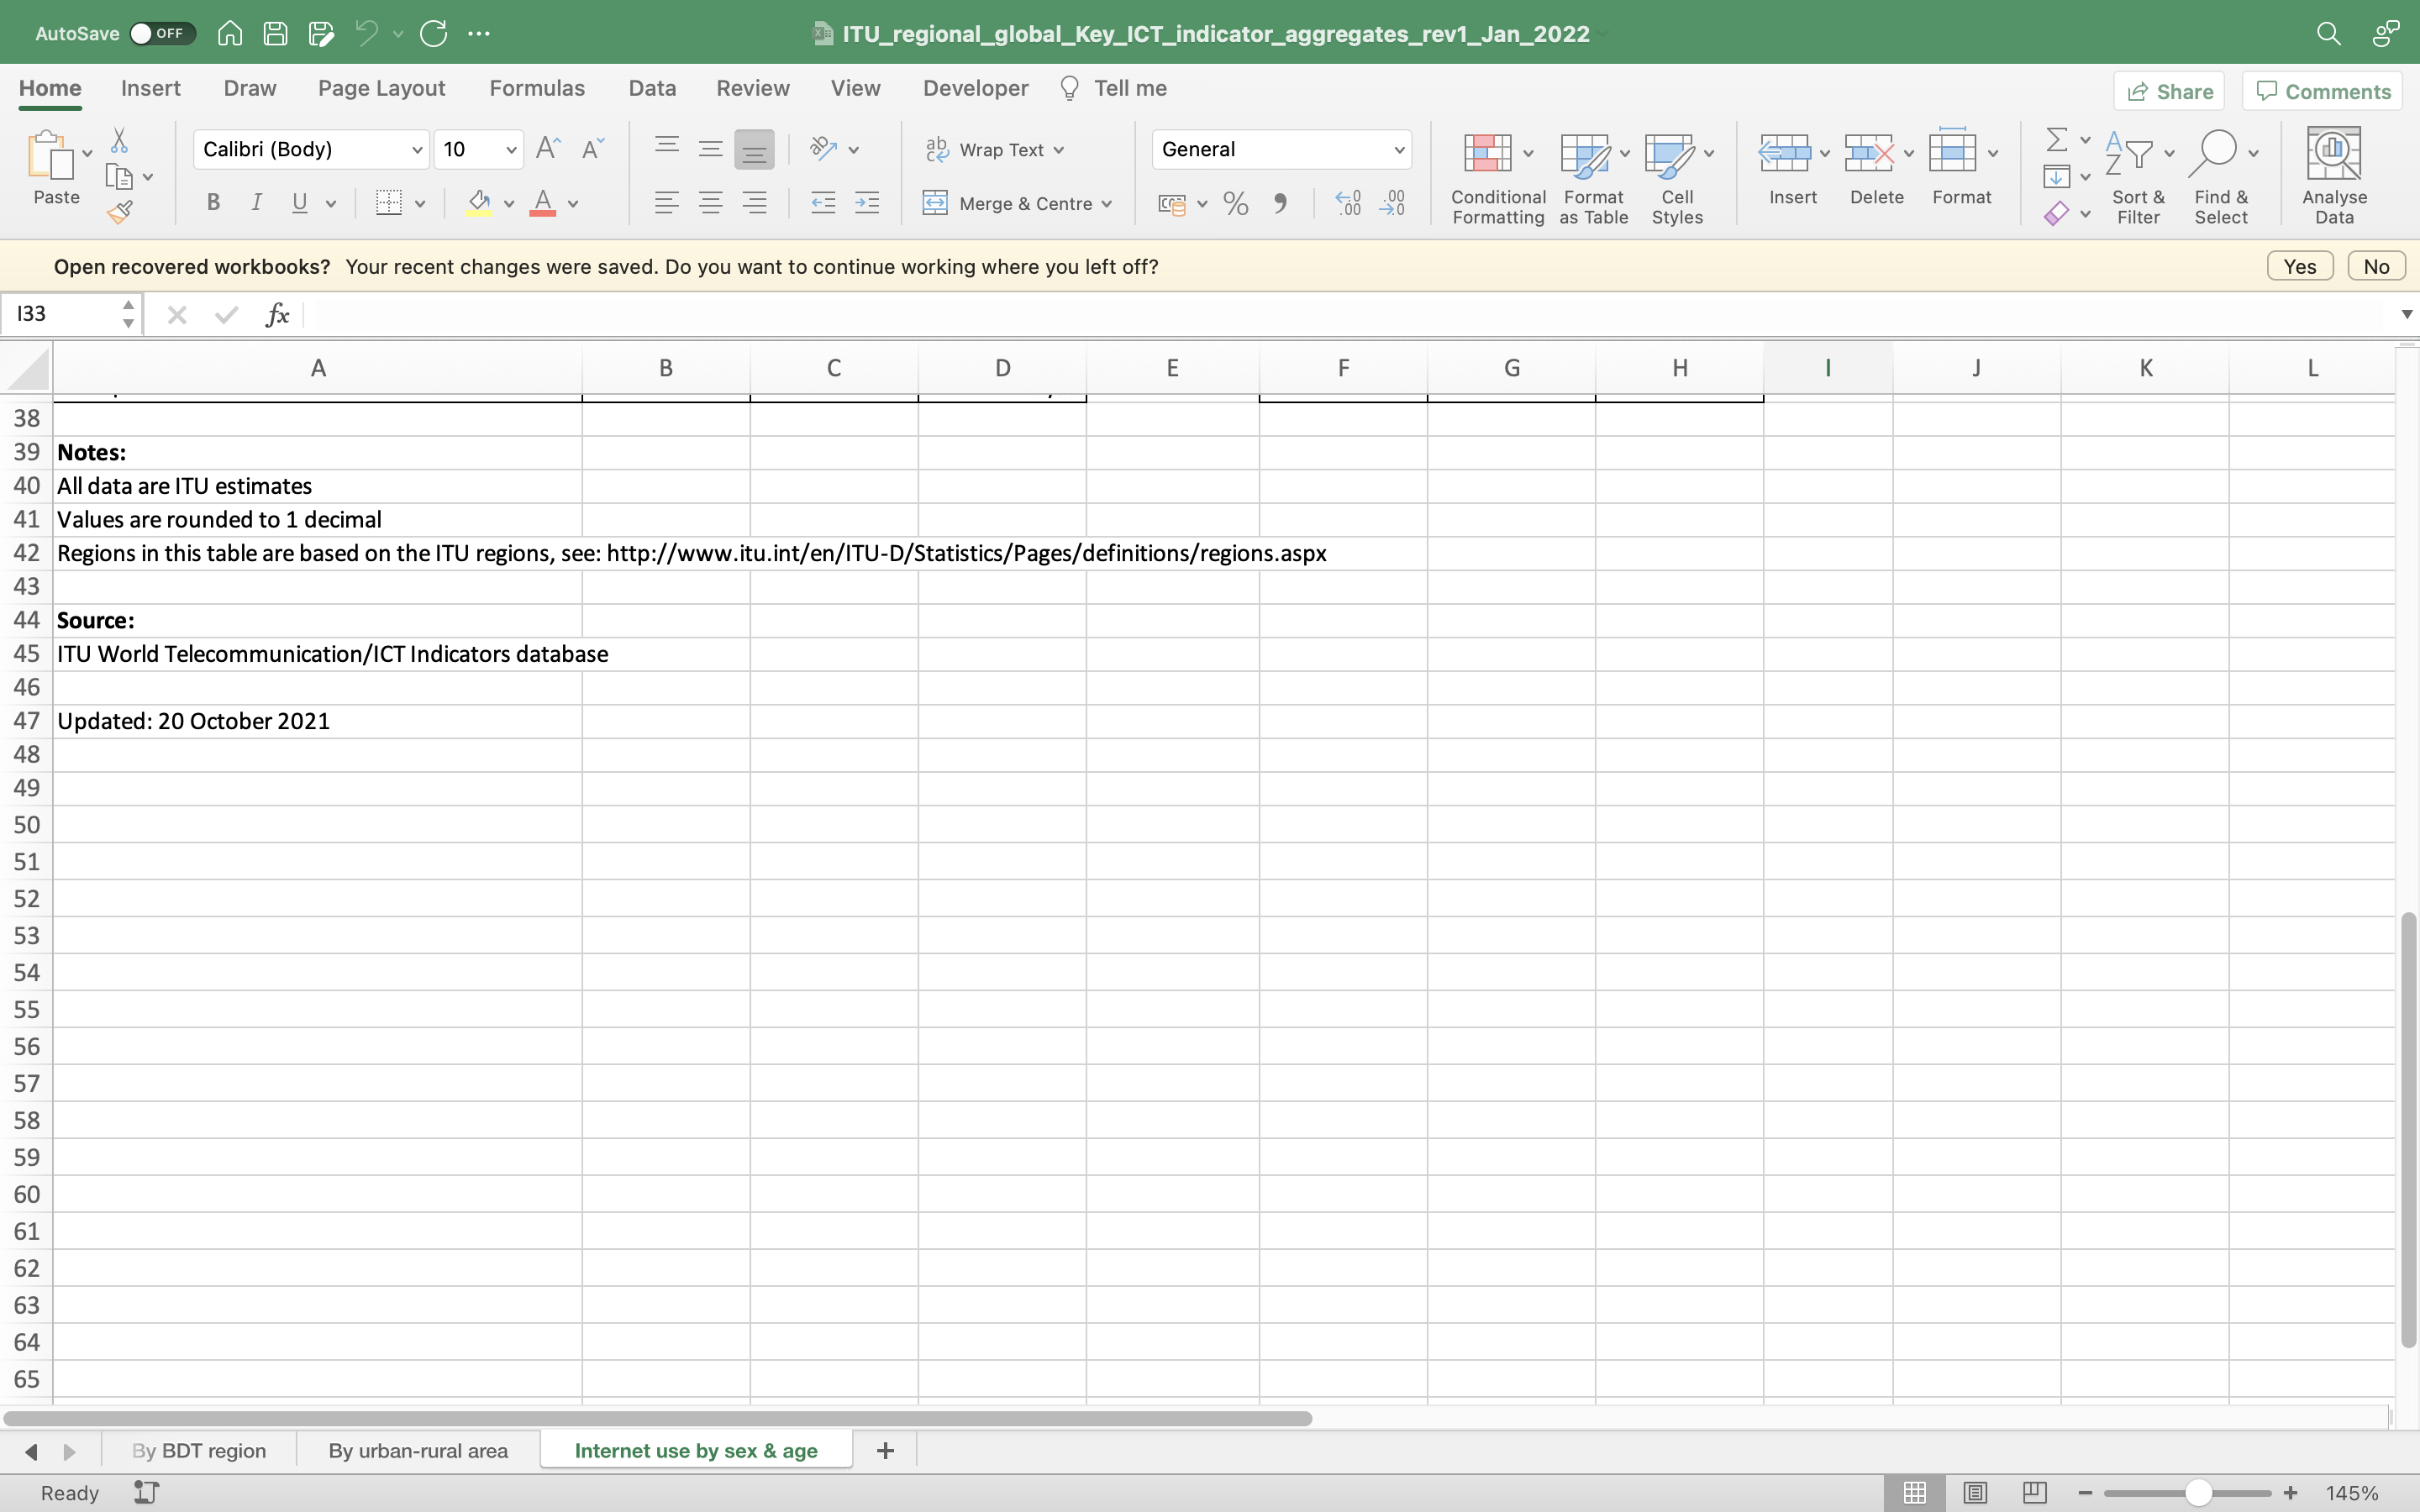 AutoSave OFF ITU_regional_global_Key_ICT_indicator_aggregates_rev1_Jan_2022
Home Insert Draw Page Layout Formulas Data Review View Developer Tell me Share Comments
Paste Calibri (Body) 10 Wrap Text General
B I U Merge & Centre % Conditional Formatting Format as Table Cell Styles Insert Delete Format Sort & Filter Find & Select Analyse Data
Open recovered workbooks? Your recent changes were saved. Do you want to continue working where you left off? Yes No
I33 fx
A B C D E F G H I J K L
38
39 Notes:
40 All data are ITU estimates
41 Values are rounded to 1 decimal
42 Regions in this table are based on the ITU regions, see: http://www.itu.int/en/ITU-D/Statistics/Pages/definitions/regions.aspx
43
44 Source:
45 ITU World Telecommunication/ICT Indicators database
46
47 Updated: 20 October 2021
48
49
50
51
52
53
54
55
56
57
58
59
60
61
62
63
64
65
By BDT region By urban-rural area Internet use by sex & age +
Ready 145%